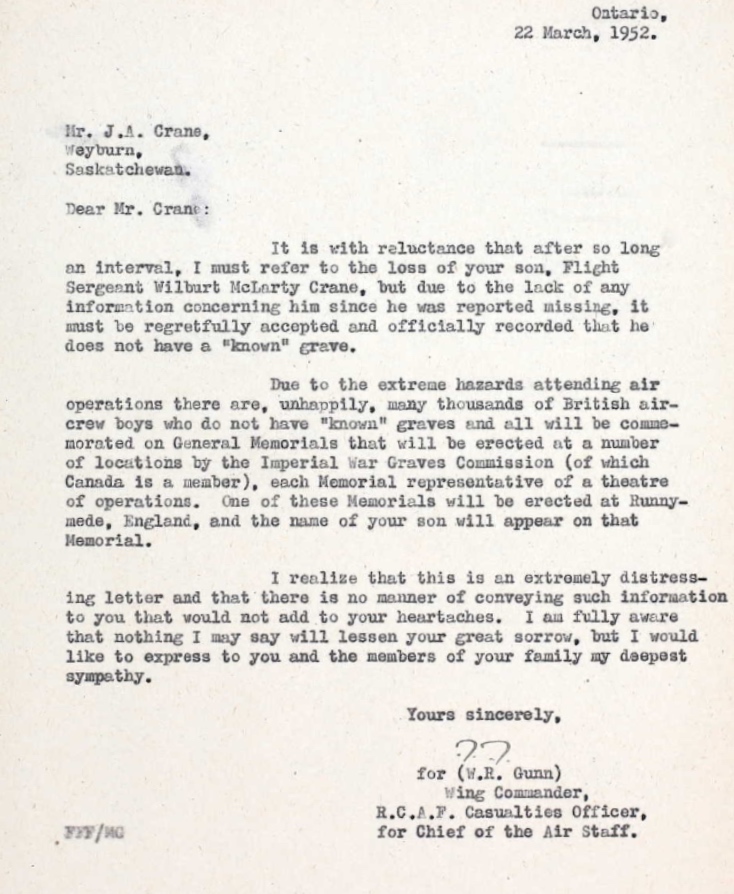 Ontario,
22 March, 1952.
Mr. J.A. Crane,
Weyburn,
Saskatchewan.
Dear Mr. Crane:
It is with reluctance that after so long
an interval, I must refer to the loss of your son, Flight
Sergeant Wilburt McLarty Crane, but due to the lack of any
information concerning him since he was reported missing, it
must be regretfully accepted and officially recorded that he
does not have a "known" grave.
Due to the extreme hazards attending air
operations there are, unhappily, many thousands of British air-
crew boys who do not have "known" graves and all will be comme-
morated on General Memorials that will be erected at a number
of locations by the Imperial War Graves Commission (of which
Canada is a member), each Memorial representative of a theatre
of operations. One of these Memorials will be erected at Runny-
mede, England, and the name of your son will appear on that
Memorial.
I realize that this is an extremely distress-
ing letter and that there is no manner of conveying such information
to you that would not add to your heartaches. I am fully aware
that nothing I may say will lessen your great sorrow, but I would
like to express to you and the members of your family my deepest
sympathy.
Yours sincerely,
for (W.R. Gunn)
Wing Commander,
R.C.A.F. Casualties Officer,
for Chief of the Air Staff.